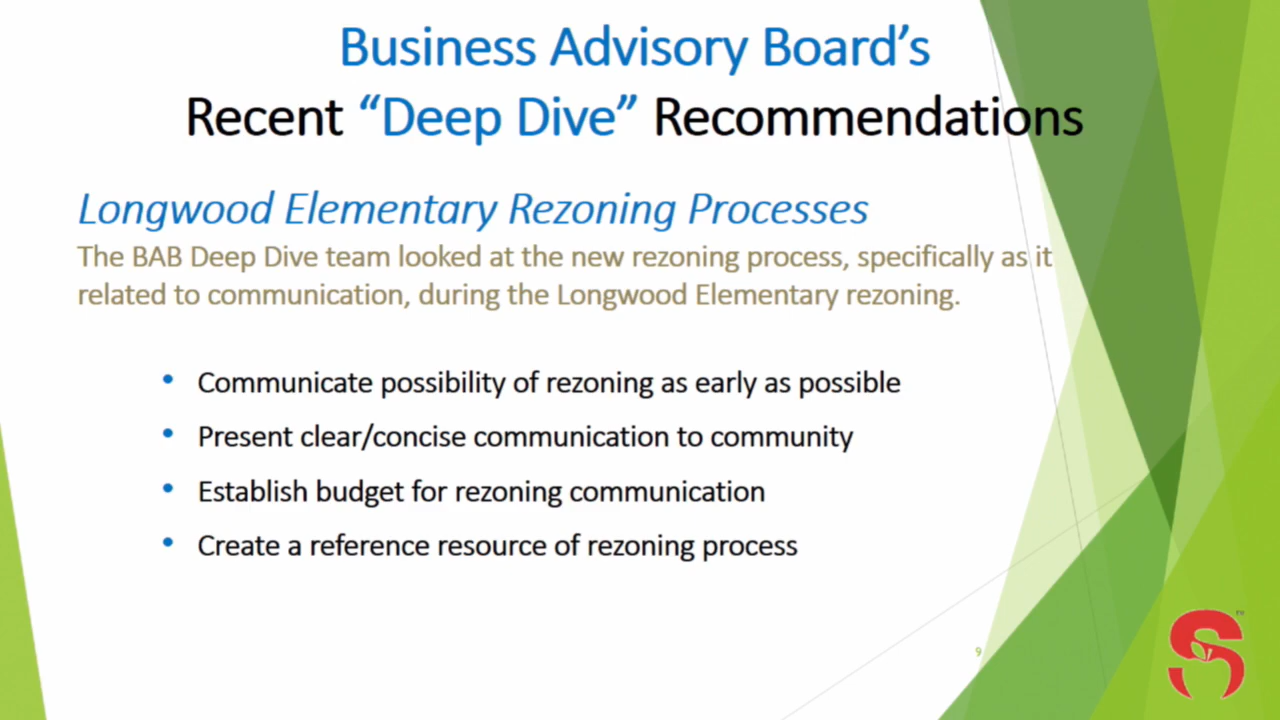 Business Advisory Board’s
Recent “Deep Dive” Recommendations
Longwood Elementary Rezoning Processes
The BAB Deep Dive team looked at the new rezoning process, specifically as it
related to communication, during the Longwood Elementary rezoning.
• Communicate possibility of rezoning as early as possible
• Present clear/concise communication to community
• Establish budget for rezoning communication
• Create a reference resource of rezoning process
9
S
TM